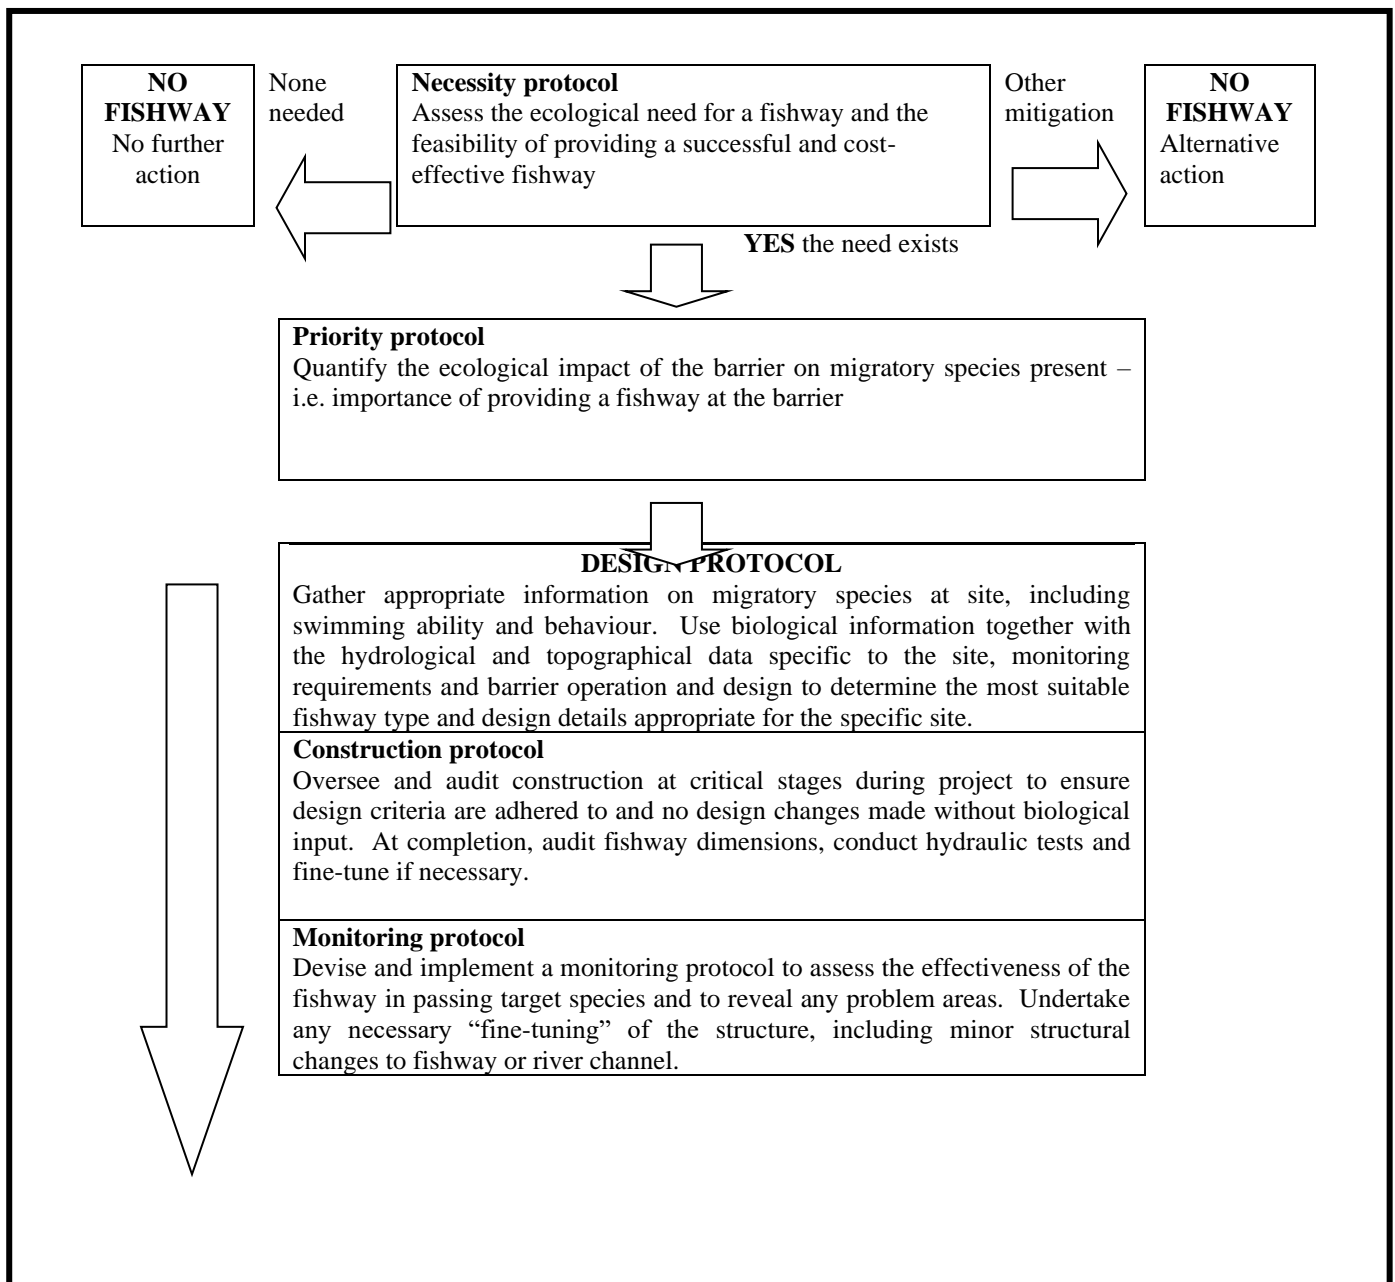 NO
FISHWAY
No further
action
None
needed
Necessity protocol
Assess the ecological need for a fishway and the
feasibility of providing a successful and cost-
effective fishway
Other
mitigation
NO
FISHWAY
Alternative
action
YES the need exists
Priority protocol
Quantify the ecological impact of the barrier on migratory species present –
i.e. importance of providing a fishway at the barrier
DESIGN PROTOCOL
Gather appropriate information on migratory species at site, including
swimming ability and behaviour. Use biological information together with
the hydrological and topographical data specific to the site, monitoring
requirements and barrier operation and design to determine the most suitable
fishway type and design details appropriate for the specific site.
Construction protocol
Oversee and audit construction at critical stages during project to ensure
design criteria are adhered to and no design changes made without biological
input. At completion, audit fishway dimensions, conduct hydraulic tests and
fine-tune if necessary.
Monitoring protocol
Devise and implement a monitoring protocol to assess the effectiveness of the
fishway in passing target species and to reveal any problem areas. Undertake
any necessary “fine-tuning” of the structure, including minor structural
changes to fishway or river channel.